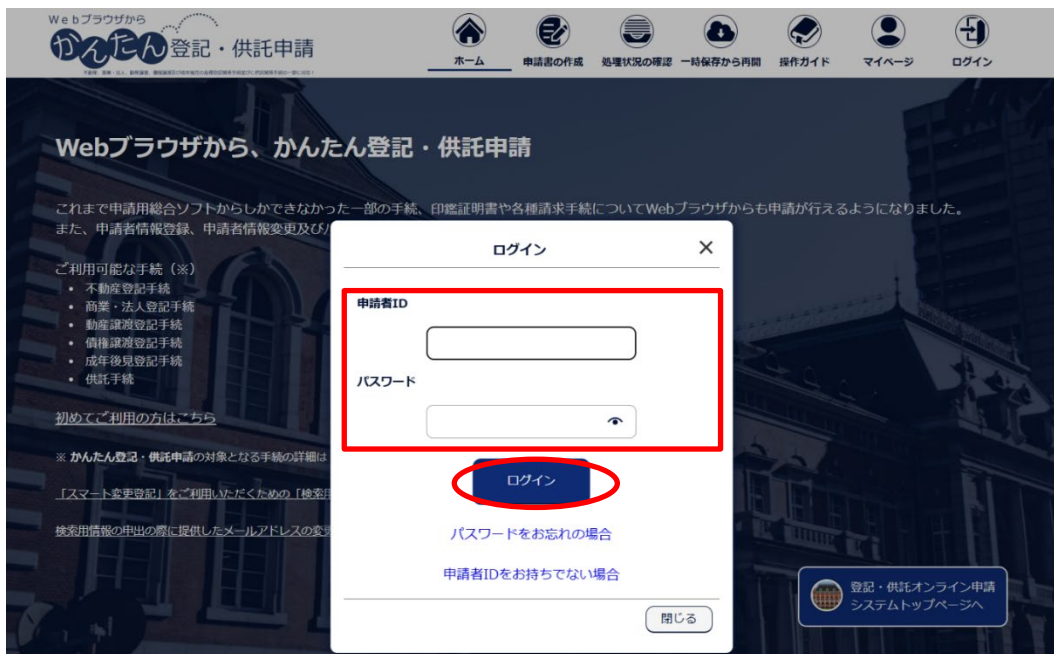 Webブラウザから
かんたん登記・供託申請
ホーム
申請書の作成
処理状況の確認
一時保存から再開
操作ガイド
マイページ
ログイン
Webブラウザから、かんたん登記・供託申請
これまで申請用総合ソフトからしかできなかった一部の手続、印鑑証明書や各種請求手続についてWebブラウザからも申請が行えるようになりました。
また、申請者情報登録、申請者情報変更及び
ご利用可能な手続（※）
• 不動産登記手続
• 商業・法人登記手続
• 動産譲渡登記手続
• 債権譲渡登記手続
• 成年後見登記手続
• 供託手続
初めてご利用の方はこちら
※ かんたん登記・供託申請の対象となる手続の詳細は
「スマート変更登記」をご利用いただくための「検索用
検索用情報の申出の際に提供したメールアドレスの変更
ログイン
×
申請者ID
パスワード
ログイン
パスワードをお忘れの場合
申請者IDをお持ちでない場合
閉じる
登記・供託オンライン申請
システムトップページへ